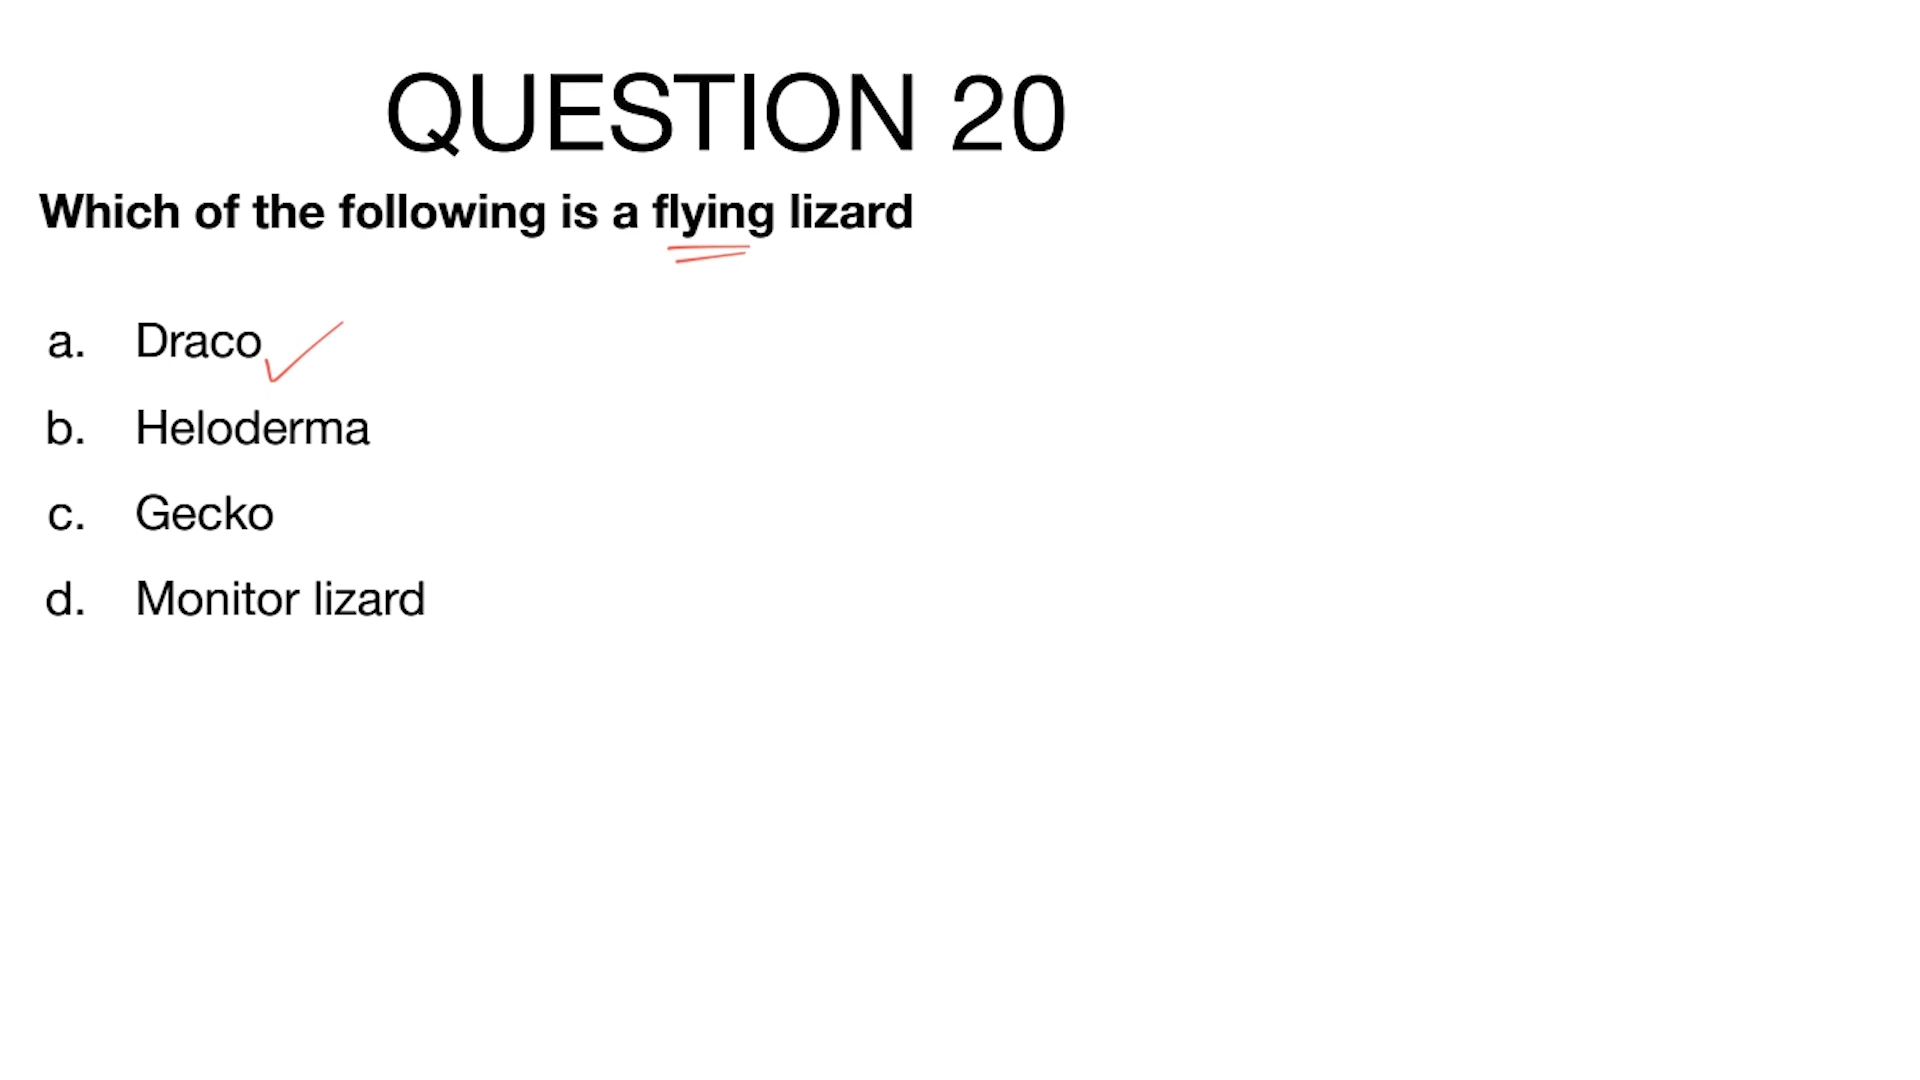 QUESTION 20
Which of the following is a flying lizard
a. Draco
b. Heloderma
c. Gecko
d. Monitor lizard